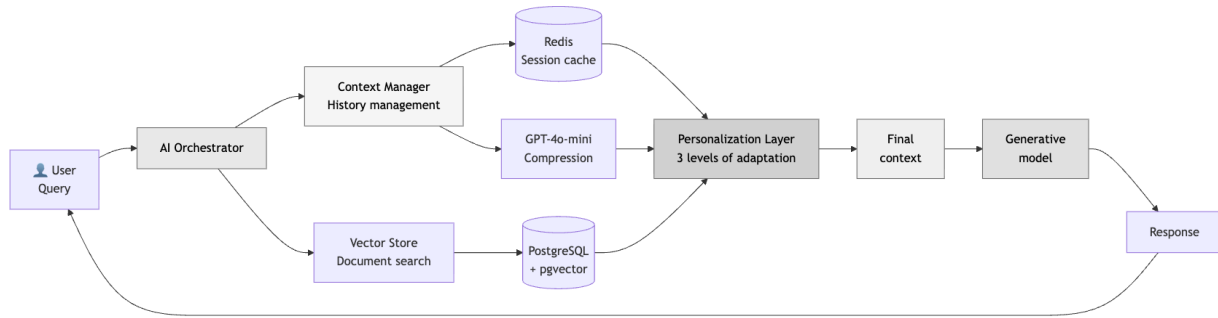 User
Query
AI Orchestrator
Context Manager
History management
Redis
Session cache
GPT-4o-mini
Compression
Vector Store
Document search
PostgreSQL
+ pgvector
Personalization Layer
3 levels of adaptation
Final
context
Generative
model
Response